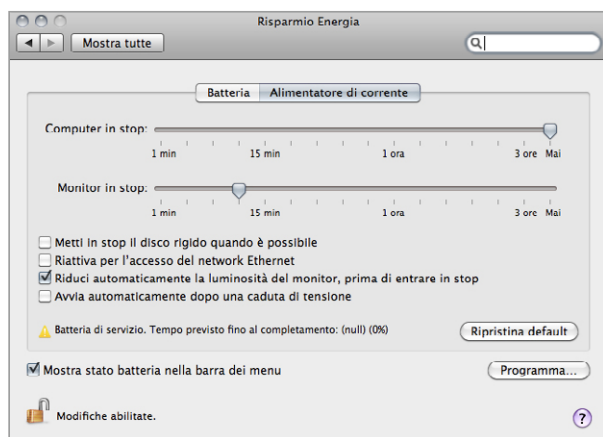 Risparmio Energia
Mostra tutte
Batteria Alimentatore di corrente
Computer in stop:
1 min 15 min 1 ora 3 ore Mai
Monitor in stop:
1 min 15 min 1 ora 3 ore Mai
Metti in stop il disco rigido quando è possibile
Riattiva per l'accesso del network Ethernet
Riduci automaticamente la luminosità del monitor, prima di entrare in stop
Avvia automaticamente dopo una caduta di tensione
Batteria di servizio. Tempo previsto fino al completamento: (null) (0%) Ripristina default
Mostra stato batteria nella barra dei menu Programma...
Modifiche abilitate. ?